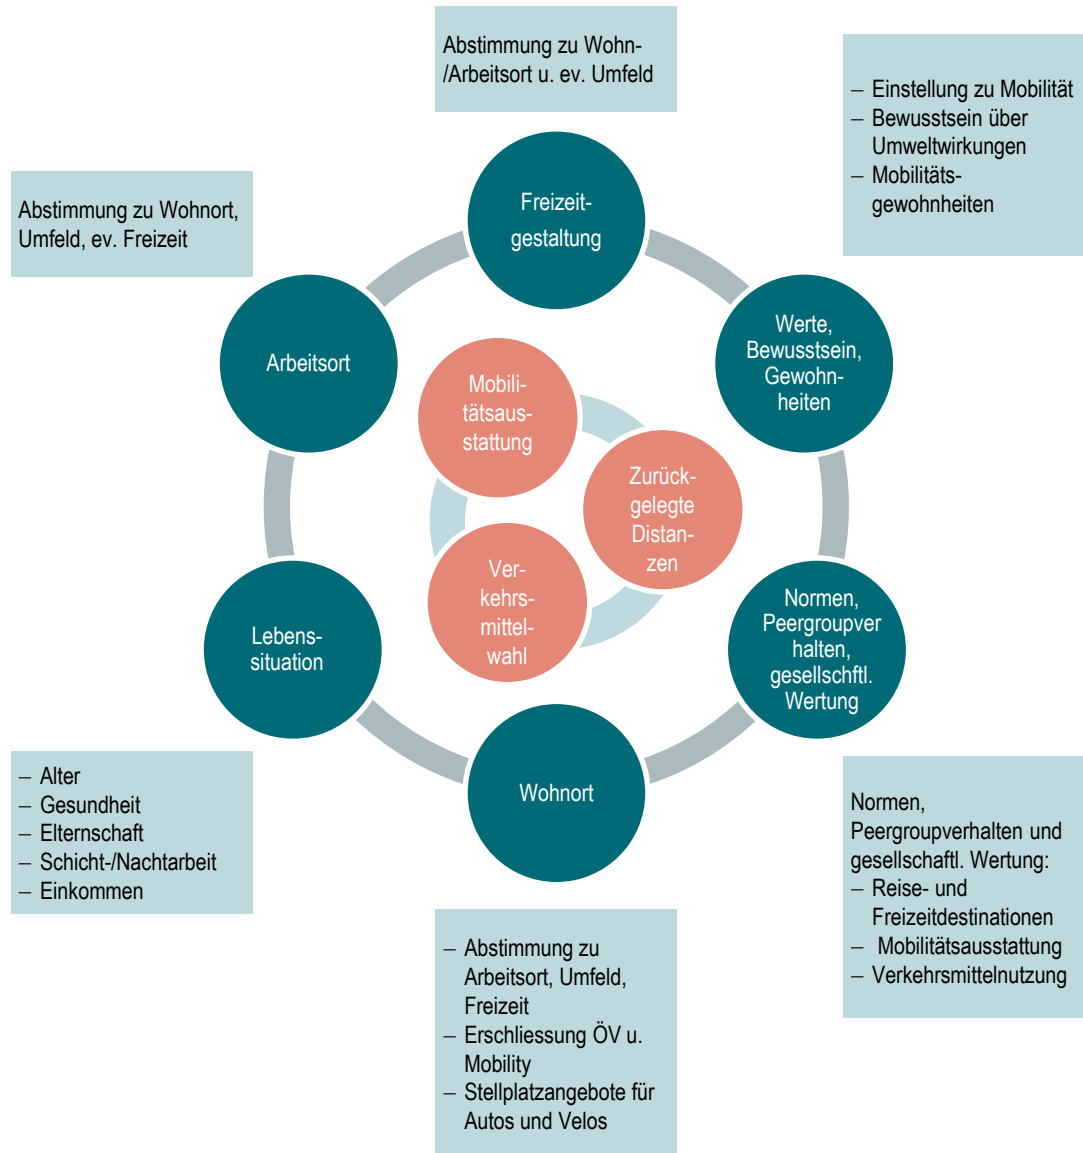 Abstimmung zu Wohn-
/Arbeitsort u. ev. Umfeld
– Einstellung zu Mobilität
– Bewusstsein über
Umweltwirkungen
– Mobilitäts-
gewohnheiten
Abstimmung zu Wohnort,
Umfeld, ev. Freizeit
Freizeit-
gestaltung
Arbeitsort
Werte,
Bewusstsein,
Gewohn-
heiten
Mobili-
tätsaus-
stattung
Zurück-
gelegte
Distan-
zen
Ver-
kehrs-
mittel-
wahl
Lebens-
situation
Normen,
Peergroupver
halten,
gesellschftl.
Wertung
Wohnort
– Alter
– Gesundheit
– Elternschaft
– Schicht-/Nachtarbeit
– Einkommen
Normen,
Peergroupverhalten und
gesellschaftl. Wertung:
– Reise- und
Freizeitdestinationen
– Mobilitätsausstattung
– Verkehrsmittelnutzung
– Abstimmung zu
Arbeitsort, Umfeld,
Freizeit
– Erschliessung ÖV u.
Mobility
– Stellplatzangebote für
Autos und Velos